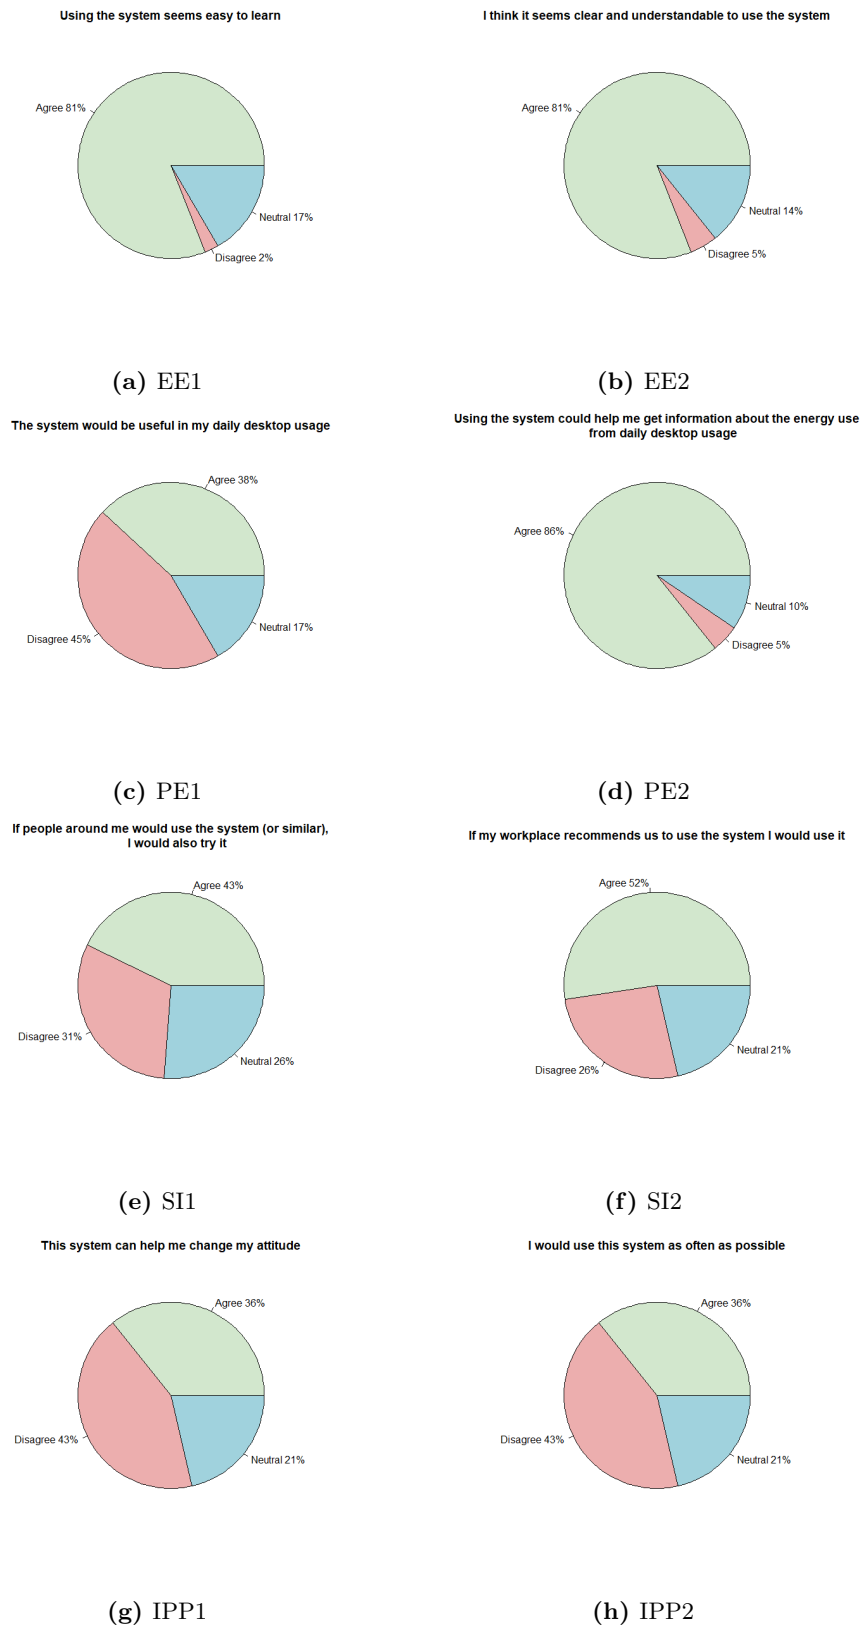 Using the system seems easy to learn
Agree 81%
Neutral 17%
Disagree 2%
(a) EE1
I think it seems clear and understandable to use the system
Agree 81%
Neutral 14%
Disagree 5%
(b) EE2
The system would be useful in my daily desktop usage
Agree 38%
Disagree 45%
Neutral 17%
(c) PE1
Using the system could help me get information about the energy use
from daily desktop usage
Agree 86%
Neutral 10%
Disagree 5%
(d) PE2
If people around me would use the system (or similar),
I would also try it
Agree 43%
Disagree 31%
Neutral 26%
(e) SI1
If my workplace recommends us to use the system I would use it
Agree 52%
Disagree 26%
Neutral 21%
(f) SI2
This system can help me change my attitude
Agree 36%
Disagree 43%
Neutral 21%
(g) IPP1
I would use this system as often as possible
Agree 36%
Disagree 43%
Neutral 21%
(h) IPP2